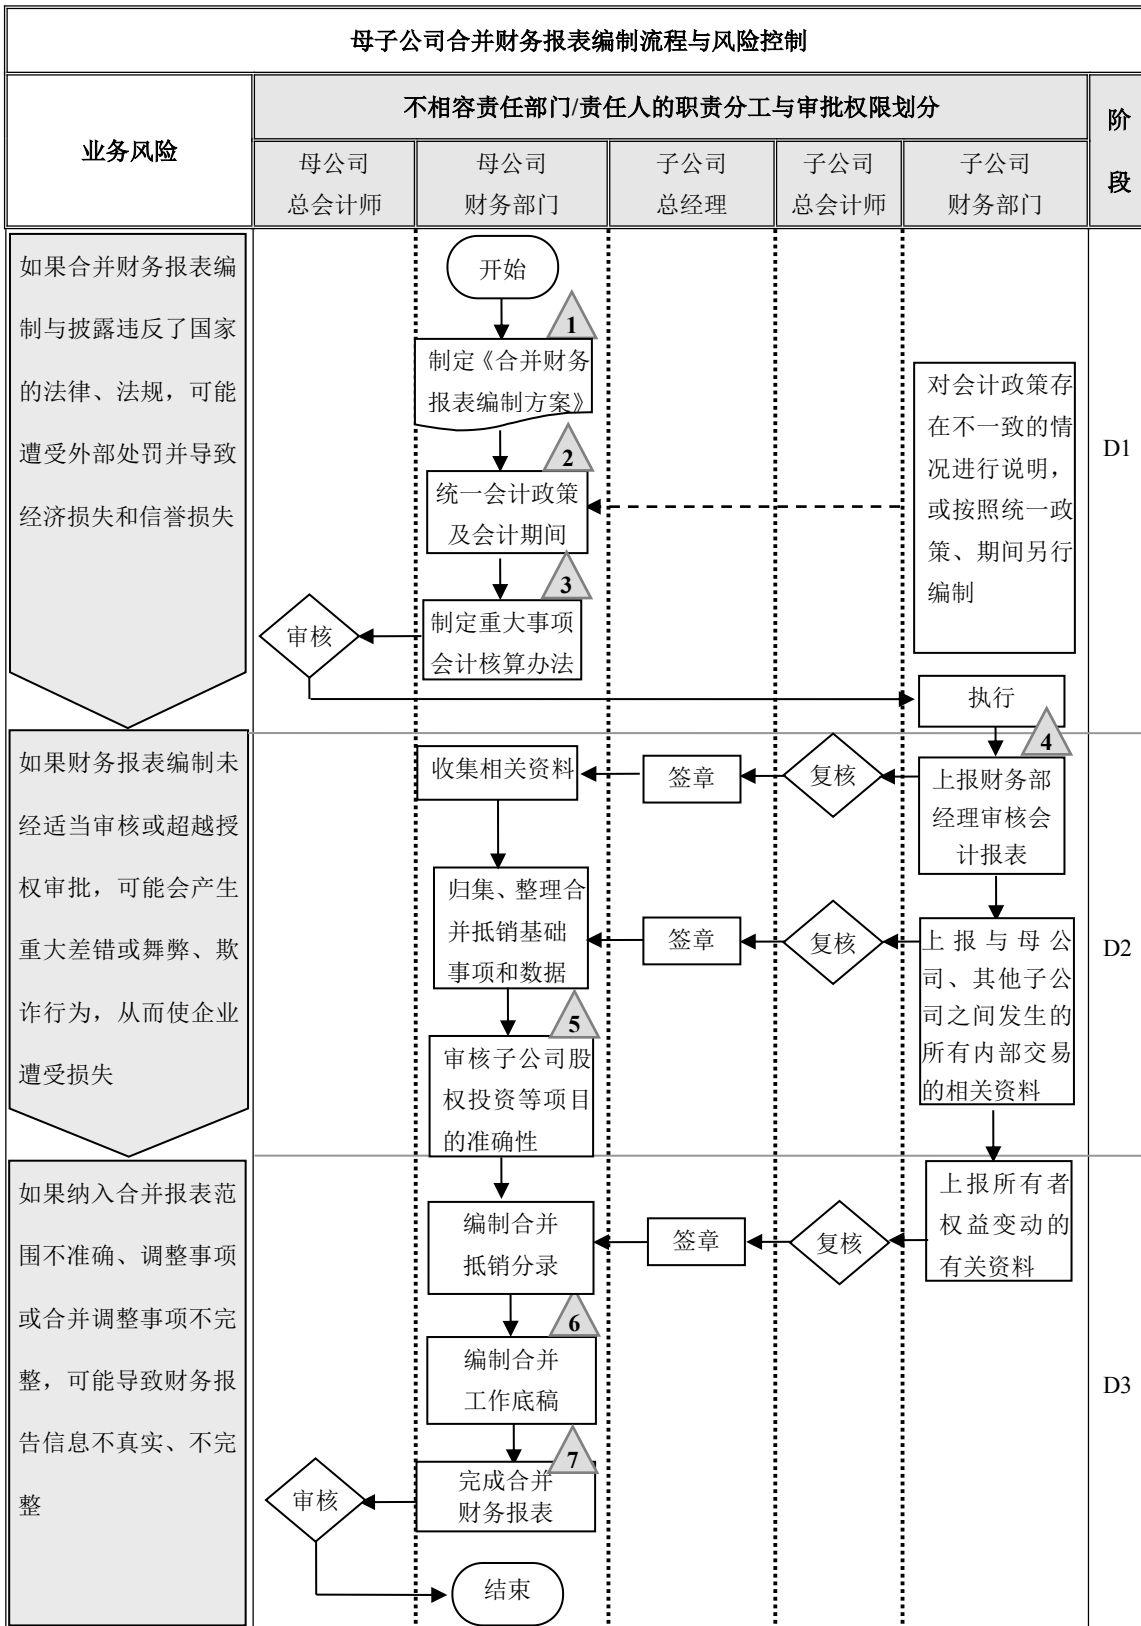 母子公司合并财务报表编制流程与风险控制
业务风险
不相容责任部门/责任人的职责分工与审批权限划分
阶
段
母公司
总会计师
母公司
财务部门
子公司
总经理
子公司
总会计师
子公司
财务部门
如果合并财务报表编
制与披露违反了国家
的法律、法规，可能
遭受外部处罚并导致
经济损失和信誉损失
开始
1
制定《合并财务
报表编制方案》
2
统一会计政策
及会计期间
3
制定重大事项
会计核算办法
审核
对会计政策存
在不一致的情
况进行说明，
或按照统一政
策、期间另行
编制
执行
D1
如果财务报表编制未
经适当审核或超越授
权审批，可能会产生
重大差错或舞弊、欺
诈行为，从而使企业
遭受损失
4
上报财务部
经理审核会
计报表
复核
签章
收集相关资料
归集、整理合
并抵销基础
事项和数据
签章
复核
上报与母公
司、其他子公
司之间发生的
所有内部交易
的相关资料
5
审核子公司股
权投资等项目
的准确性
D2
如果纳入合并报表范
围不准确、调整事项
或合并调整事项不完
整，可能导致财务报
告信息不真实、不完
整
编制合并
抵销分录
签章
复核
上报所有者
权益变动的
有关资料
6
编制合并
工作底稿
7
完成合并
财务报表
审核
结束
D3